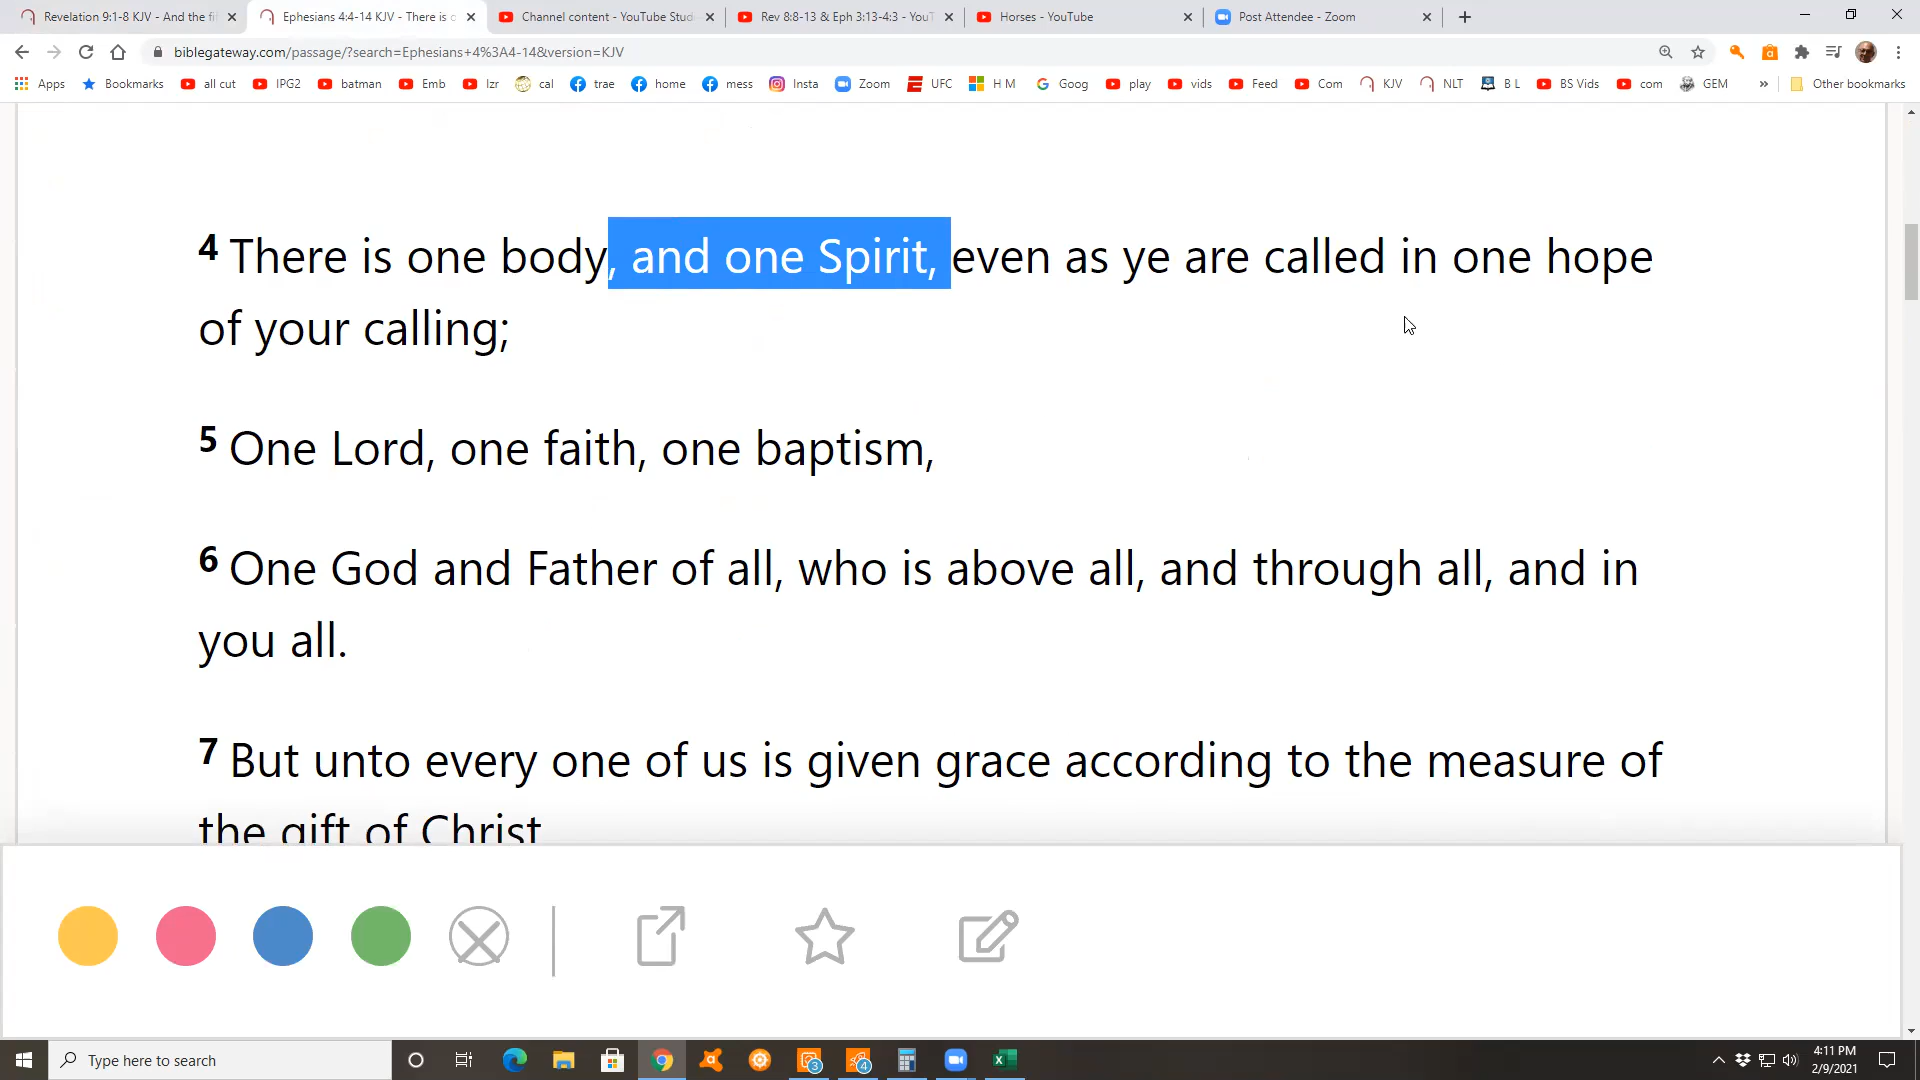 Revelation 9:1-8 KJV - And the fi
Ephesians 4:4-14 KJV - There is o
Channel content - YouTube Stud
Rev 8:8-13 & Eph 3:13-4:3 - YouT
Horses - YouTube
Post Attendee - Zoom
biblegateway.com/passage/?search=Ephesians+4%3A4-14&version=KJV
Apps Bookmarks all cut IPG2 batman Emb Izr cal trae home mess Insta Zoom UFC H M Goog play vids Feed Com KJV NLT B L BS Vids com GEM » Other bookmarks
4 There is one body, and one Spirit, even as ye are called in one hope
of your calling;
5 One Lord, one faith, one baptism,
6 One God and Father of all, who is above all, and through all, and in
you all.
7 But unto every one of us is given grace according to the measure of
the gift of Christ
Type here to search
3
4
4:11 PM
2/9/2021